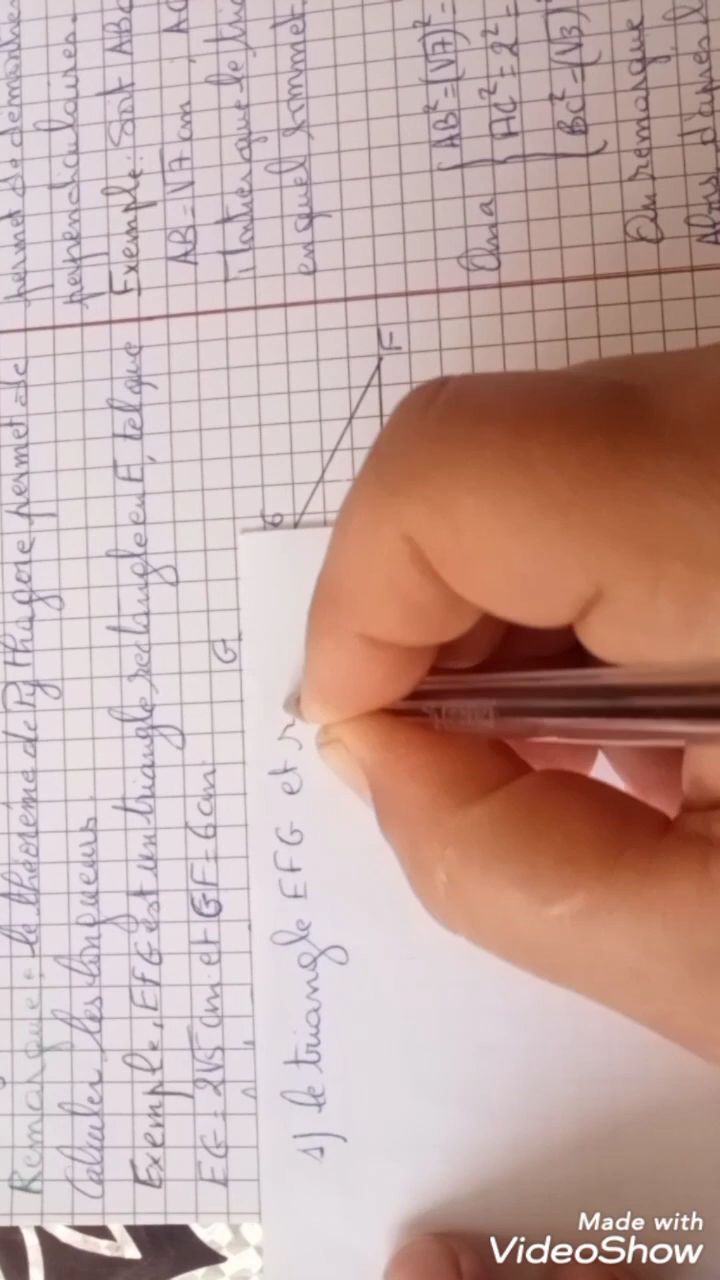 Remarque: le théorème de Pythagore permet de
Calculer les longueurs.
Exemple, EFG est un triangle rectangle en E, tel que
EG = 2√5 cm et GF = 6 cm.
G
1) le triangle EFG et r
G
F
permet de démontrer
perpendiculaires.
Exemple: Soit ABC
AB = √7 cm, AC
que le tri
en quel sommet.
On a
AB² = (√7)² =
AC² = 2² =
BC² = (√3)
On remarque
Alors d'après l
Made with
VideoShow